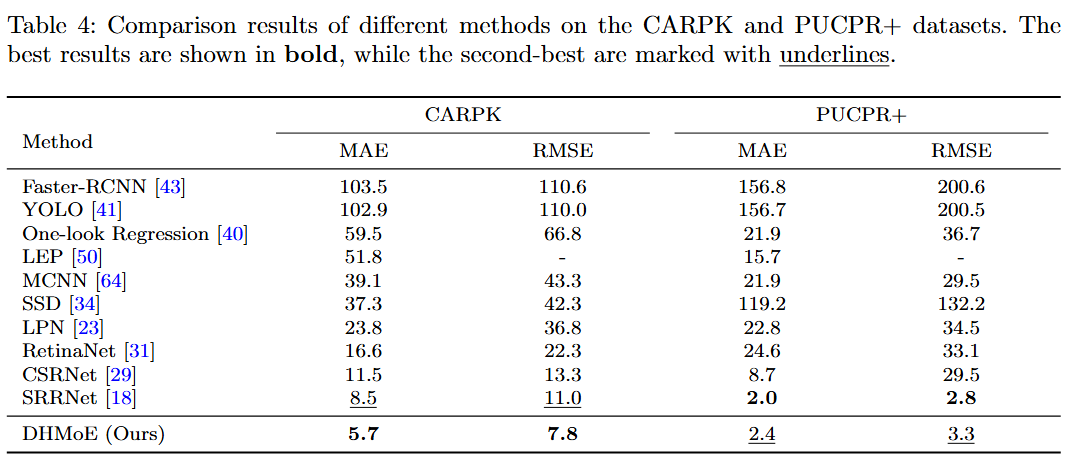 Table 4: Comparison results of different methods on the CARPK and PUCPR+ datasets. The
best results are shown in bold, while the second-best are marked with underlines.
CARPK PUCPR+
Method
MAE RMSE MAE RMSE
Faster-RCNN [43] 103.5 110.6 156.8 200.6
YOLO [41] 102.9 110.0 156.7 200.5
One-look Regression [40] 59.5 66.8 21.9 36.7
LEP [50] 51.8 - 15.7 -
MCNN [64] 39.1 43.3 21.9 29.5
SSD [34] 37.3 42.3 119.2 132.2
LPN [23] 23.8 36.8 22.8 34.5
RetinaNet [31] 16.6 22.3 24.6 33.1
CSRNet [29] 11.5 13.3 8.7 29.5
SRRNet [18] 8.5 11.0 2.0 2.8
DHMoE (Ours) 5.7 7.8 2.4 3.3